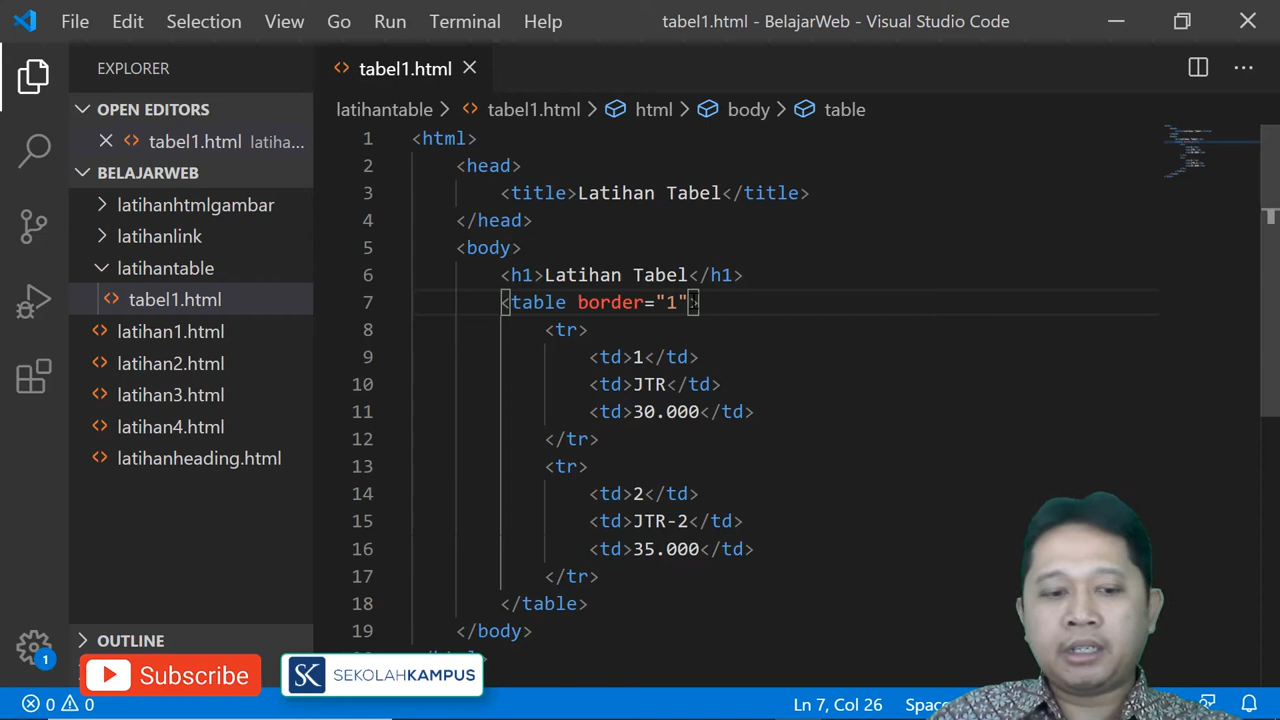 File Edit Selection View Go Run Terminal Help tabel1.html - BelajarWeb - Visual Studio Code
EXPLORER
OPEN EDITORS
tabel1.html latiha...
BELAJARWEB
latihanhtmlgambar
latihanlink
latihantable
tabel1.html
latihan1.html
latihan2.html
latihan3.html
latihan4.html
latihanheading.html
OUTLINE
tabel1.html
latihantable > tabel1.html > html > body > table
1 <html>
2 <head>
3 <title>Latihan Tabel</title>
4 </head>
5 <body>
6 <h1>Latihan Tabel</h1>
7 <table border="1">
8 <tr>
9 <td>1</td>
10 <td>JTR</td>
11 <td>30.000</td>
12 </tr>
13 <tr>
14 <td>2</td>
15 <td>JTR-2</td>
16 <td>35.000</td>
17 </tr>
18 </table>
19 </body>
1
Subscribe
SK SEKOLAHKAMPUS
0 0 Ln 7, Col 26